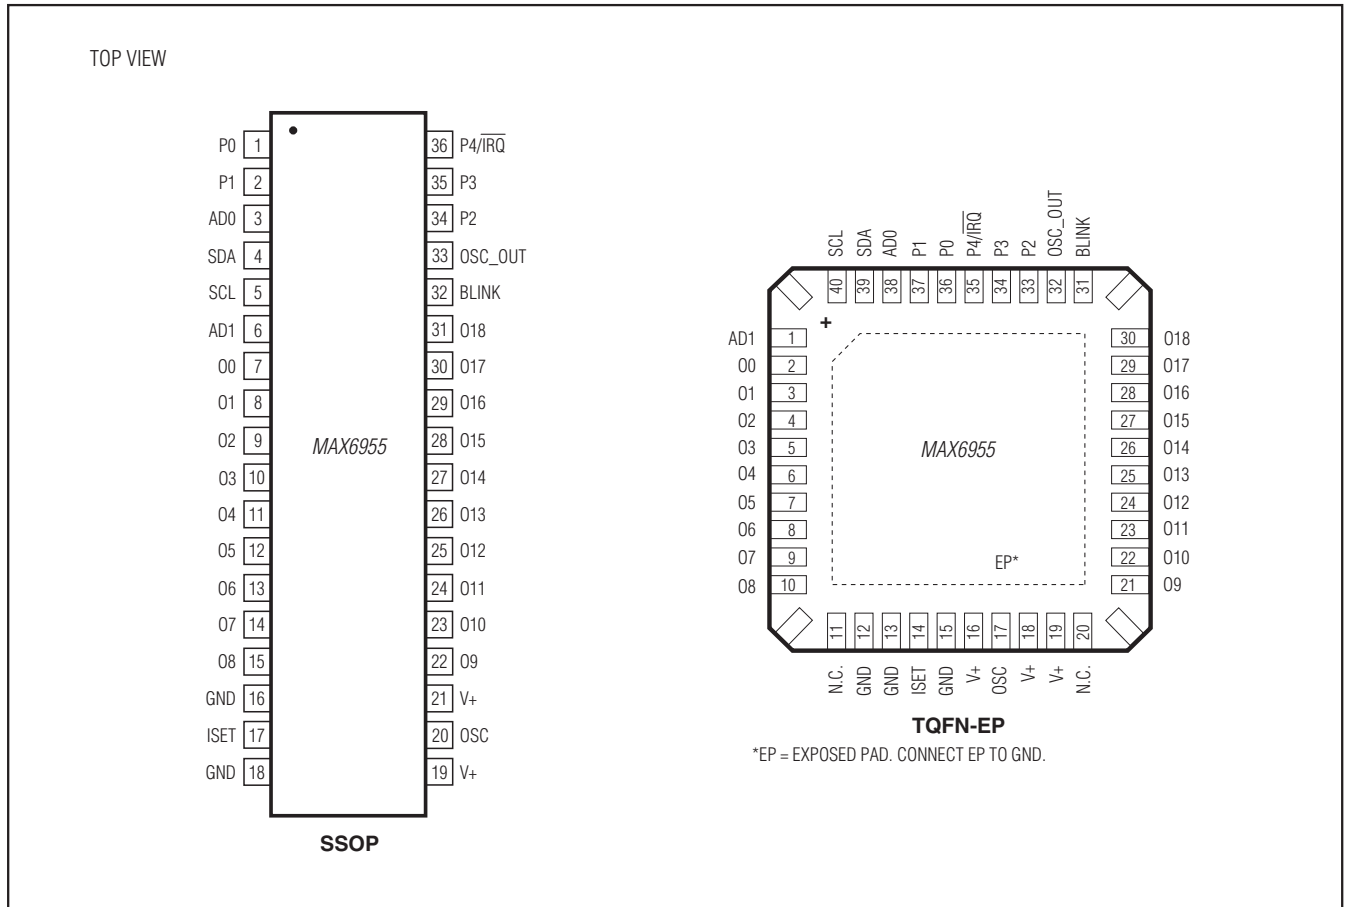 TOP VIEW
P0 1
P1 2
AD0 3
SDA 4
SCL 5
AD1 6
O0 7
O1 8
O2 9
O3 10
O4 11
O5 12
O6 13
O7 14
O8 15
GND 16
ISET 17
GND 18
MAX6955
36 P4/IRQ
35 P3
34 P2
33 OSC_OUT
32 BLINK
31 O18
30 O17
29 O16
28 O15
27 O14
26 O13
25 O12
24 O11
23 O10
22 O9
21 V+
20 OSC
19 V+
SSOP
SCL
SDA
AD0
P1
P0
P4/IRQ
P3
P2
OSC_OUT
BLINK
40
39
38
37
36
35
34
33
32
31
+
AD1 1
O0 2
O1 3
O2 4
O3 5
O4 6
O5 7
O6 8
O7 9
O8 10
MAX6955
EP*
30 O18
29 O17
28 O16
27 O15
26 O14
25 O13
24 O12
23 O11
22 O10
21 O9
11
12
13
14
15
16
17
18
19
20
N.C.
GND
GND
ISET
GND
V+
OSC
V+
V+
N.C.
TQFN-EP
*EP = EXPOSED PAD. CONNECT EP TO GND.